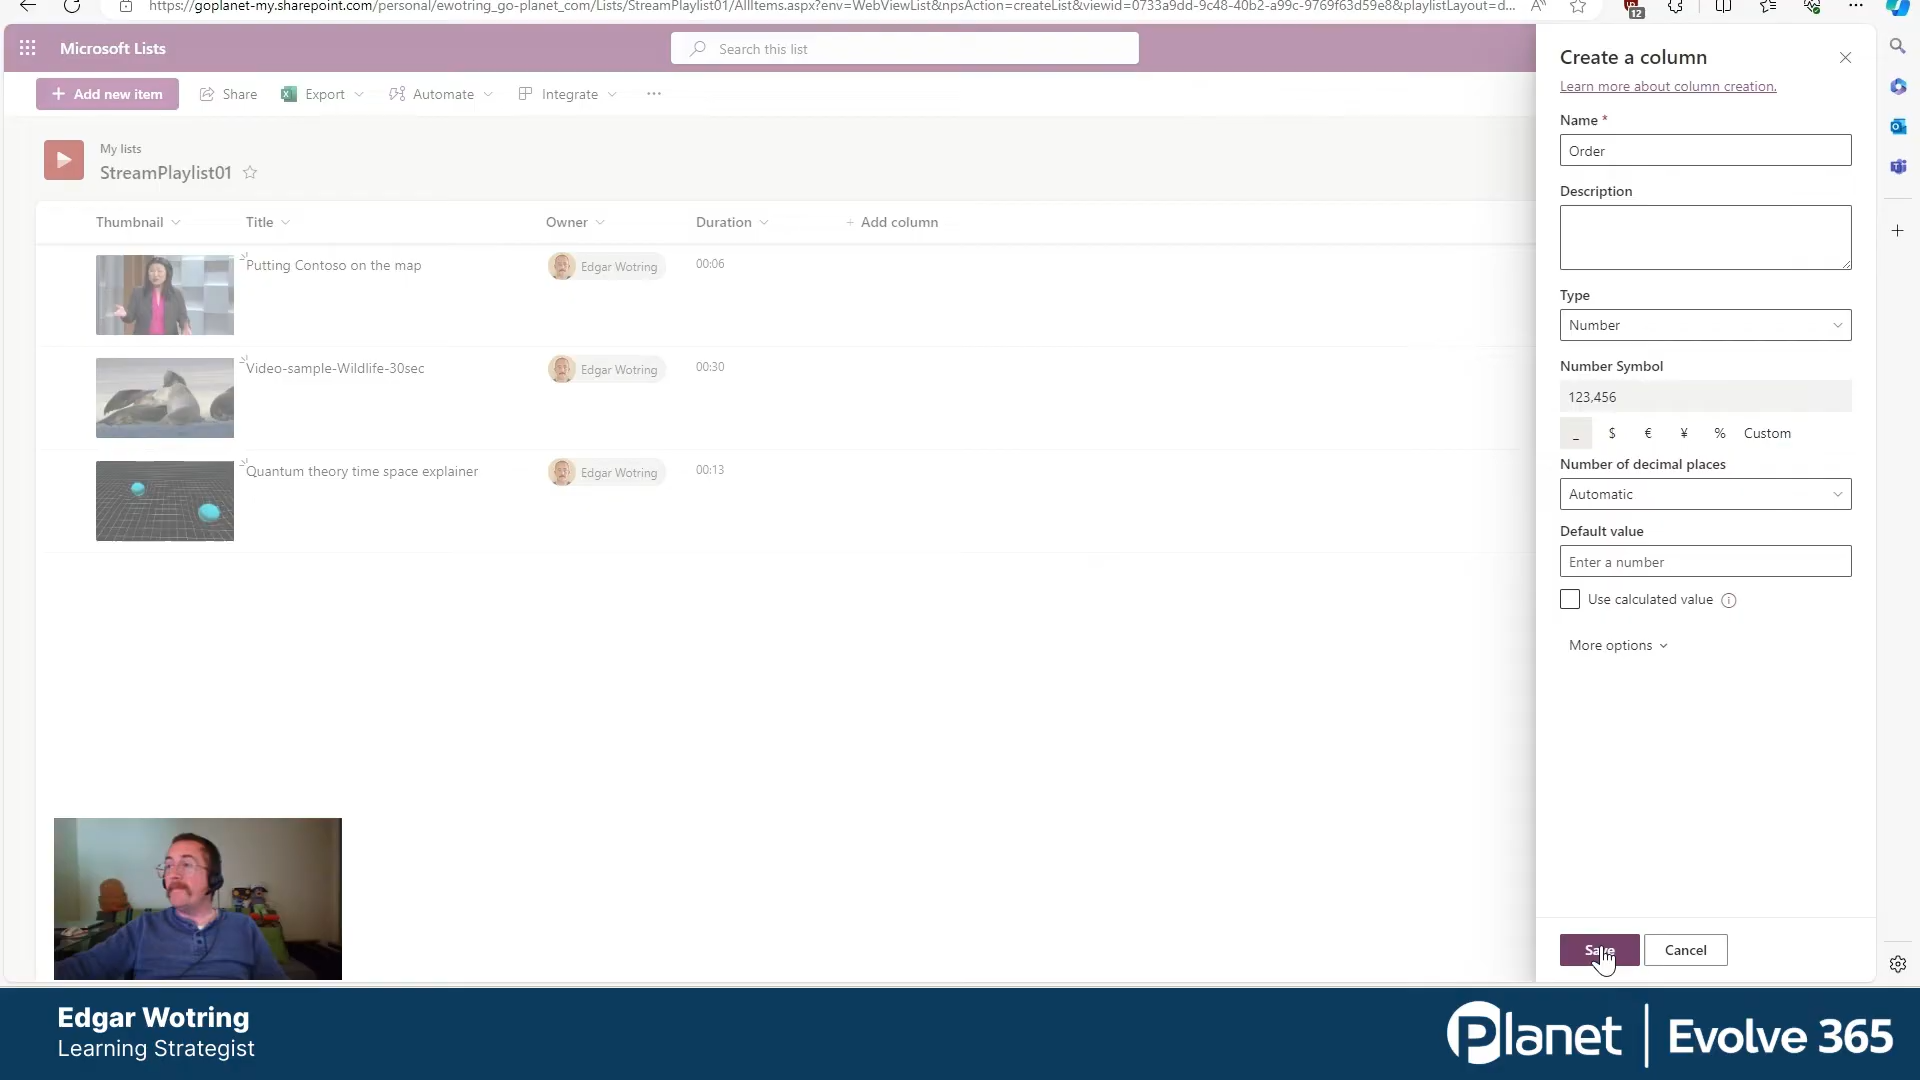 https://goplanet-my.sharepoint.com/personal/ewotring_go-planet_com/Lists/StreamPlaylist01/AllItems.aspx?env=WebViewList&npsAction=createList&viewid=0733a9dd-9c48-40b2-a99c-9769f63d59e8&playlistLayout=d...
12
Microsoft Lists
Search this list
Add new item
Share
Export
Automate
Integrate
My lists
StreamPlaylist01
Thumbnail
Title
Owner
Duration
+ Add column
Putting Contoso on the map
Edgar Wotring
00:06
Video-sample-Wildlife-30sec
Edgar Wotring
00:30
Quantum theory time space explainer
Edgar Wotring
00:13
Create a column
Learn more about column creation.
Name *
Order
Description
Type
Number
Number Symbol
123,456
_ $ € ¥ % Custom
Number of decimal places
Automatic
Default value
Enter a number
Use calculated value
More options
Save
Cancel
Edgar Wotring
Learning Strategist
Planet | Evolve 365